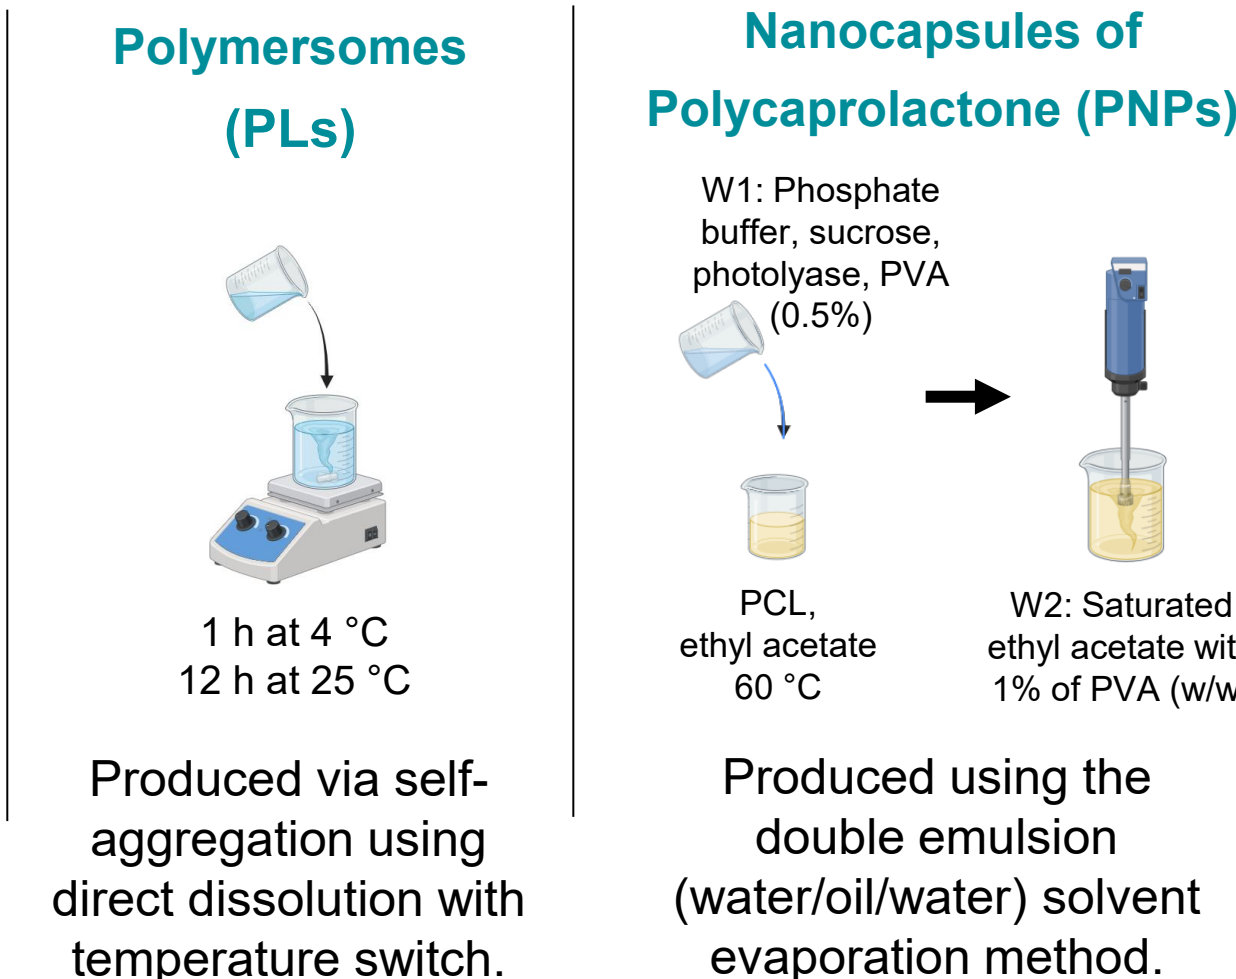 Polymersomes
(PLs)
1 h at 4 °C
12 h at 25 °C
Produced via self-
aggregation using
direct dissolution with
temperature switch.
Nanocapsules of
Polycaprolactone (PNPs)
W1: Phosphate
buffer, sucrose,
photolyase, PVA
(0.5%)
PCL,
ethyl acetate
60 °C
W2: Saturated
ethyl acetate wit
1% of PVA (w/w
Produced using the
double emulsion
(water/oil/water) solvent
evaporation method.